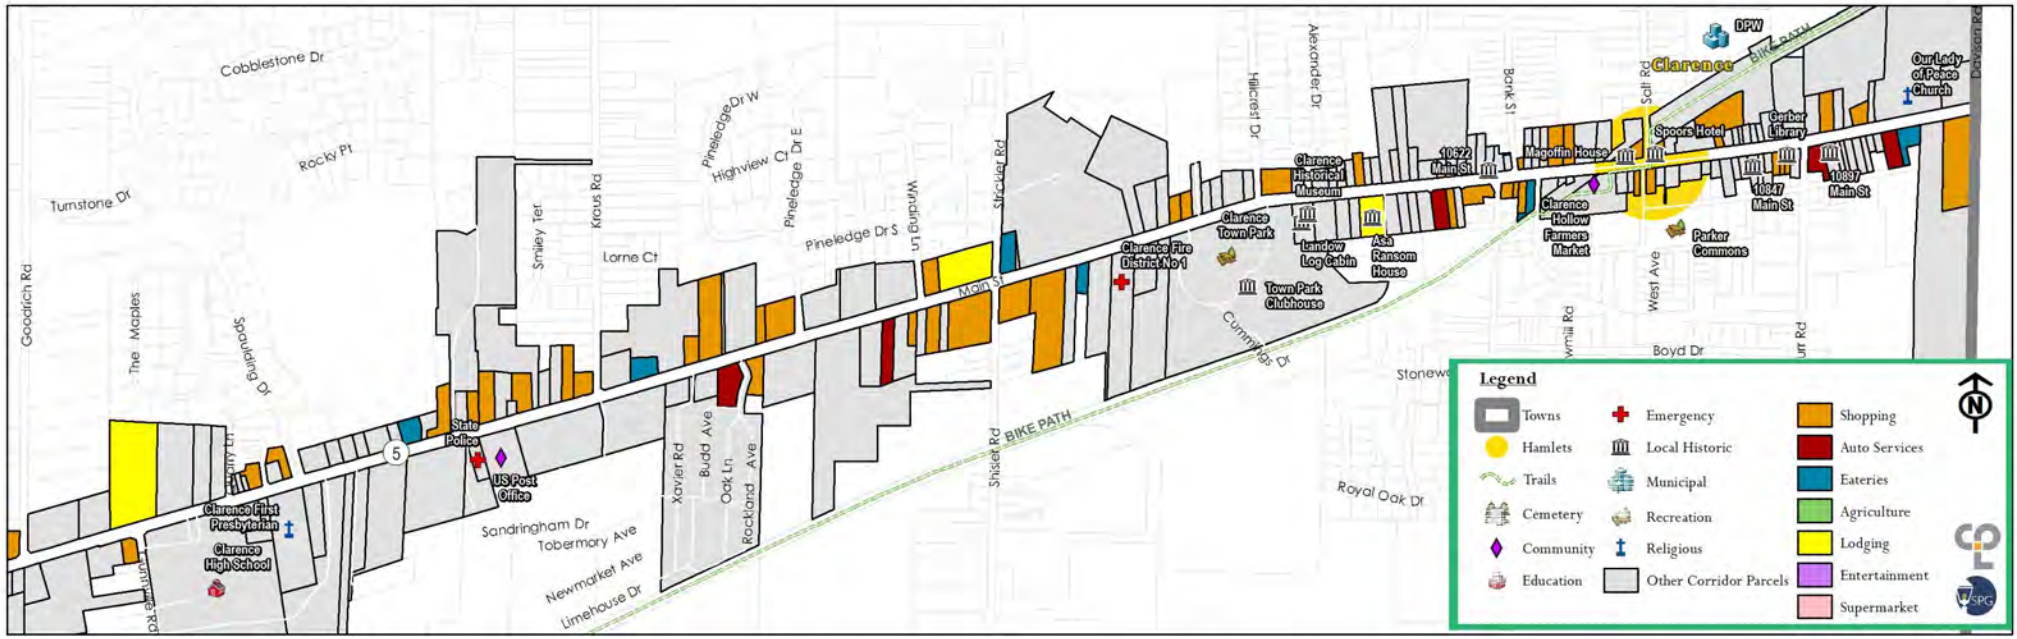 Cobblestone Dr
Rocky Pt
Turnstone Dr
Goodrich Rd
The Maples
Spaulding Dr
Smiley Ter
Kraus Rd
Lorne Ct
Pineledge Dr W
Highview Ct
Pineledge Dr E
Pineledge Dr S
Winding Ln
Strickler Rd
Main St
Hillcrest Dr
Alexander Dr
Bank St
Salt Rd
DPW
Clarence
BIKE PATH
Davison Rd
Our Lady
of Peace
Church
Gerber
Library
Spoors Hotel
Magoffin House
10622
Main St
Clarence
Historical
Museum
10847
Main St
10897
Main St
Clarence
Hollow
Farmers
Market
Parker
Commons
Asa
Ransom
House
Landow
Log Cabin
Clarence
Town Park
Clarence Fire
District No 1
Town Park
Clubhouse
Cummings Dr
West Ave
wmill Rd
Boyd Dr
urr Rd
Stonew
Royal Oak Dr
BIKE PATH
Shisler Rd
5
State
Police
US Post
Office
Xavier Rd
Budd Ave
Oak Ln
Rockland Ave
Sandringham Dr
Tobermory Ave
Newmarket Ave
Limehouse Dr
Clarence First
Presbyterian
Clarence
High School
Legend
N
Towns
Emergency
Shopping
Hamlets
Local Historic
Auto Services
Trails
Municipal
Eateries
Cemetery
Recreation
Agriculture
Community
Religious
Lodging
Education
Other Corridor Parcels
Entertainment
Supermarket
SPG